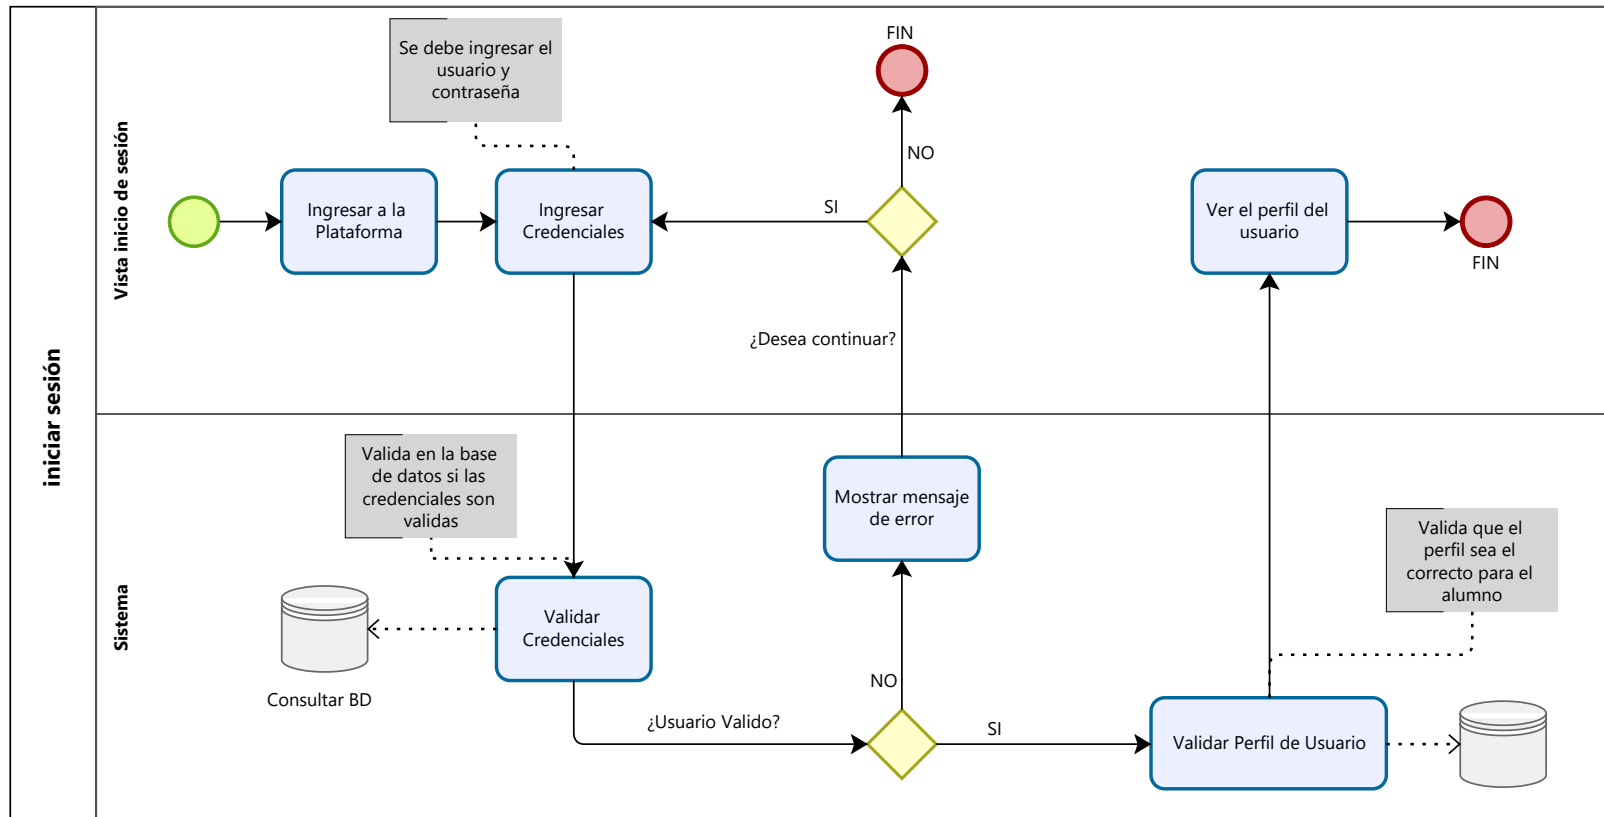 iniciar sesión
Vista inicio de sesión
Se debe ingresar el
usuario y
contraseña
FIN
NO
Ingresar a la
Plataforma
Ingresar
Credenciales
SI
Ver el perfil del
usuario
FIN
¿Desea continuar?
Sistema
Valida en la base
de datos si las
credenciales son
validas
Mostrar mensaje
de error
Valida que el
perfil sea el
correcto para el
alumno
Validar
Credenciales
Consultar BD
NO
¿Usuario Valido?
SI
Validar Perfil de Usuario